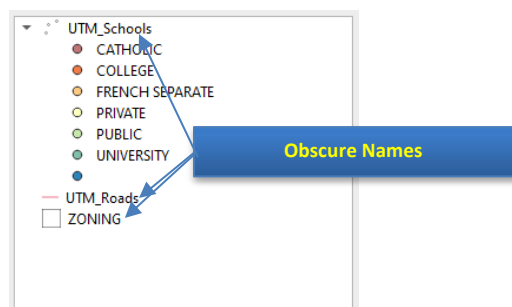 UTM_Schools
CATHOLIC
COLLEGE
FRENCH SEPARATE
PRIVATE
PUBLIC
UNIVERSITY
Obscure Names
UTM_Roads
ZONING